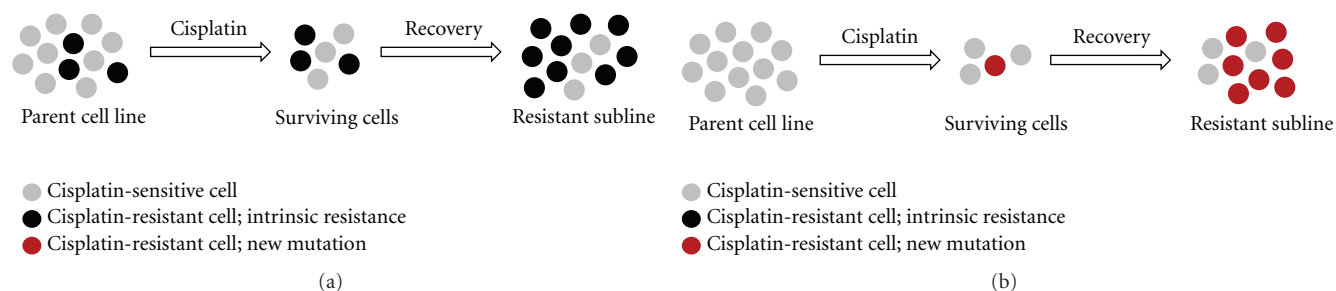 Cisplatin
Recovery
Parent cell line
Surviving cells
Resistant subline
Cisplatin-sensitive cell
Cisplatin-resistant cell; intrinsic resistance
Cisplatin-resistant cell; new mutation
(a)
Cisplatin
Recovery
Parent cell line
Surviving cells
Resistant subline
Cisplatin-sensitive cell
Cisplatin-resistant cell; intrinsic resistance
Cisplatin-resistant cell; new mutation
(b)